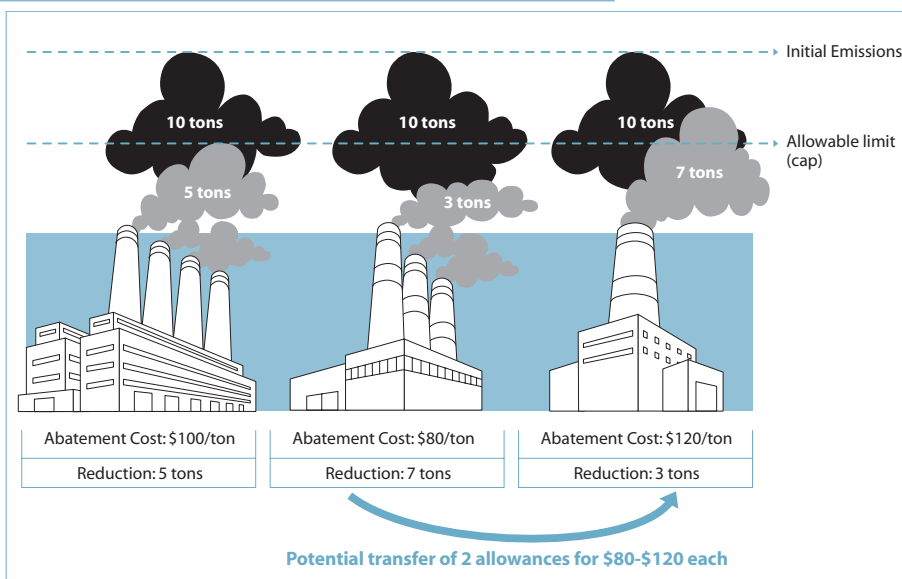 Initial Emissions
10 tons
10 tons
10 tons
Allowable limit
(cap)
5 tons
3 tons
7 tons
Abatement Cost: $100/ton
Reduction: 5 tons
Abatement Cost: $80/ton
Reduction: 7 tons
Abatement Cost: $120/ton
Reduction: 3 tons
Potential transfer of 2 allowances for $80-$120 each